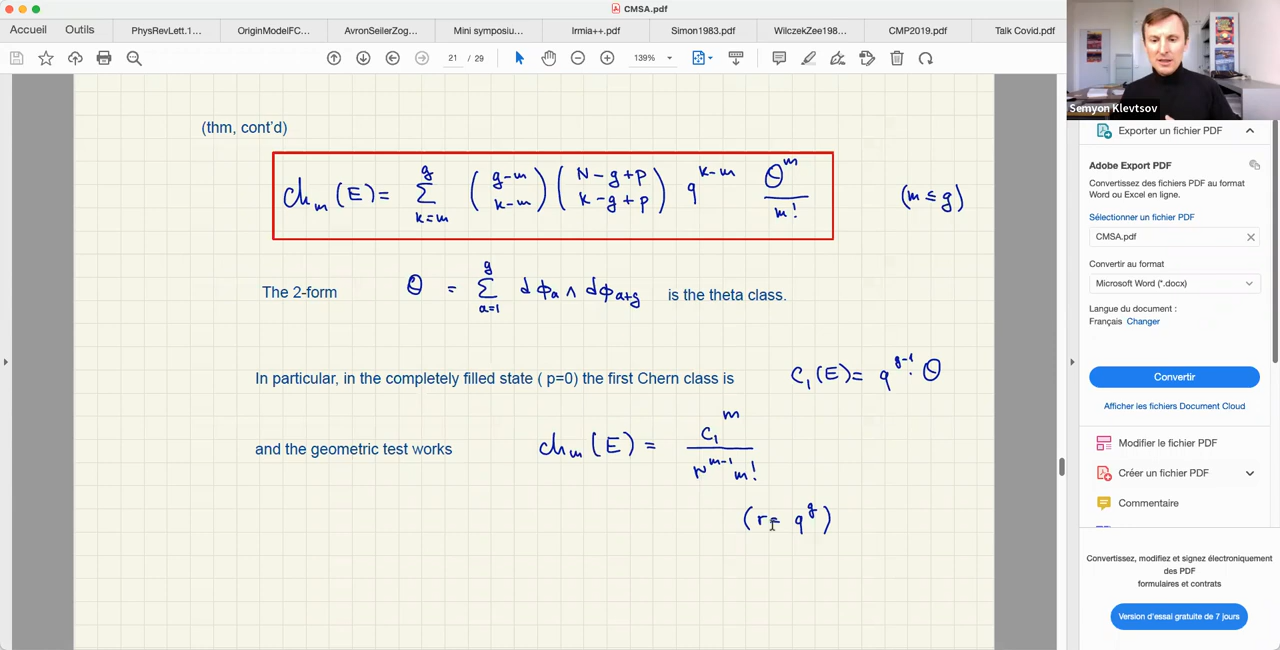 CMSA.pdf
Accueil Outils PhysRevLett.1... OriginModelFC... AvronSeilerZog... Mini symposiu... Irmia++.pdf Simon1983.pdf WilczekZee198... CMP2019.pdf Talk Covid.pdf
21 / 29 139%
Semyon Klevtsov
(thm, cont'd)
ch_m(E) = Σ_{k=m}^{g} (g-m \choose k-m) (N-g+p \choose k-g+p) q^{k-m} Θ^m / m! (m ≤ g)
The 2-form Θ = Σ_{a=1}^{g} dφ_a ∧ dφ_{a+g} is the theta class.
In particular, in the completely filled state ( p=0) the first Chern class is c_1(E) = q^{g-1} · Θ
and the geometric test works ch_m(E) = c_1^m / r^{m-1} m!
(r = q^g)
Exporter un fichier PDF
Adobe Export PDF
Convertissez des fichiers PDF au format
Word ou Excel en ligne.
Sélectionner un fichier PDF
CMSA.pdf
Convertir au format
Microsoft Word (*.docx)
Langue du document :
Français Changer
Convertir
Afficher les fichiers Document Cloud
Modifier le fichier PDF
Créer un fichier PDF
Commentaire
Convertissez, modifiez et signez électroniquement
des PDF
formulaires et contrats
Version d'essai gratuite de 7 jours